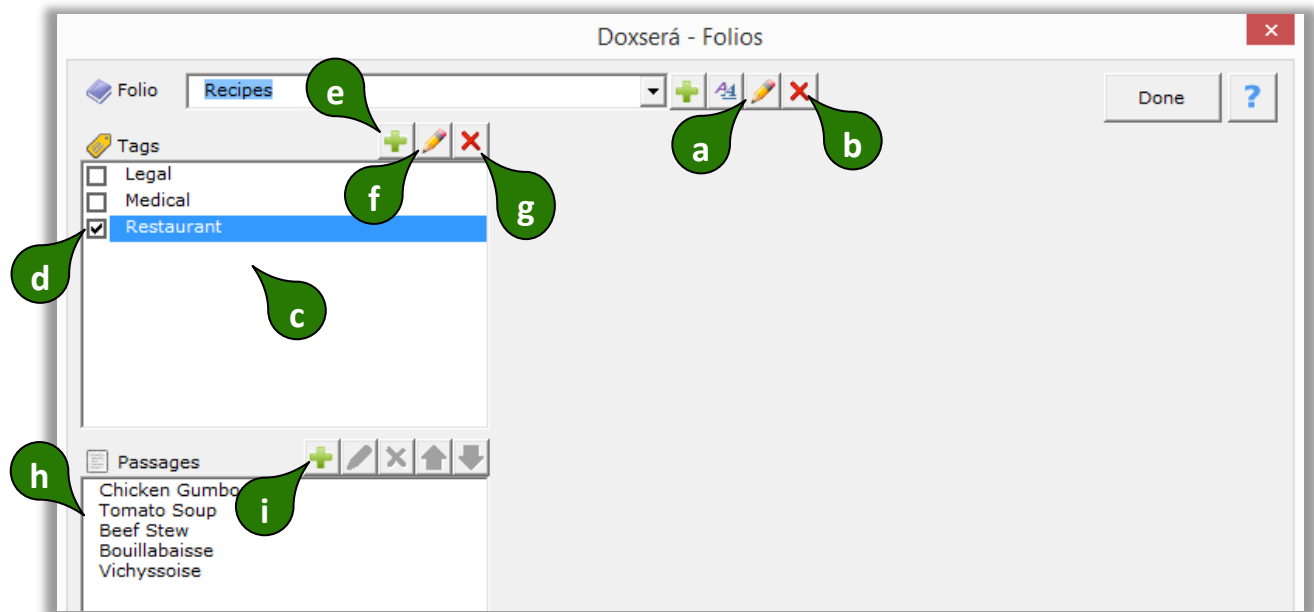 Doxserá - Folios
Folio Recipes Done ?
e
a b
Tags
Legal
Medical
f g
Restaurant
d
c
Passages
h
i
Chicken Gumbo
Tomato Soup
Beef Stew
Bouillabaisse
Vichyssoise